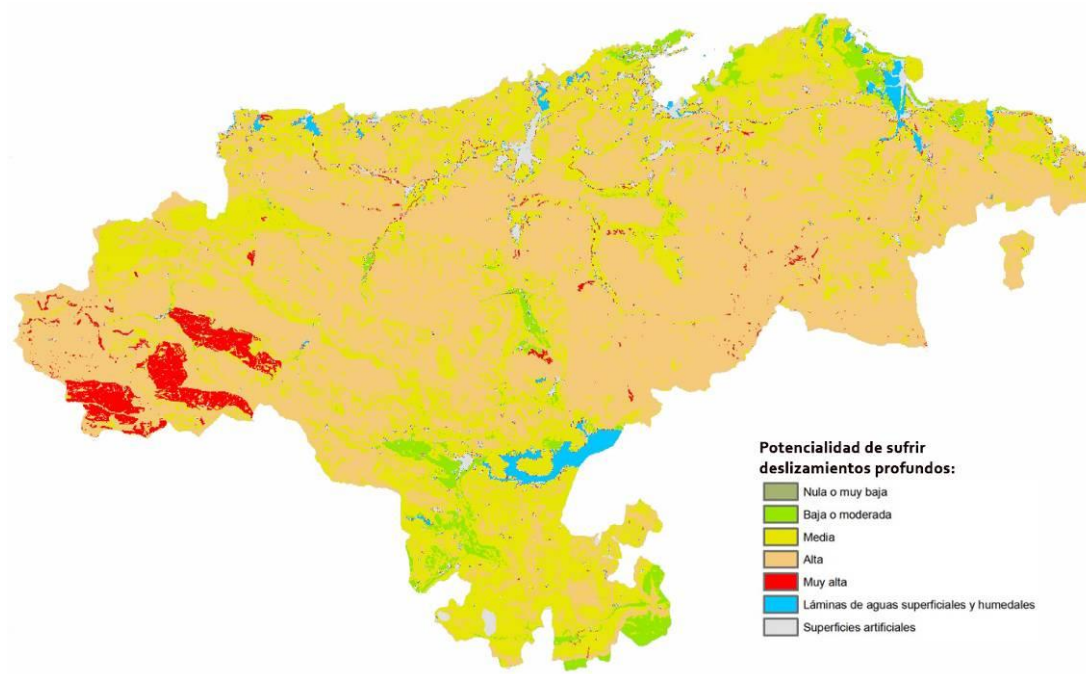 Potencialidad de sufrir
deslizamientos profundos:
Nula o muy baja
Baja o moderada
Media
Alta
Muy alta
Láminas de aguas superficiales y humedales
Superficies artificiales